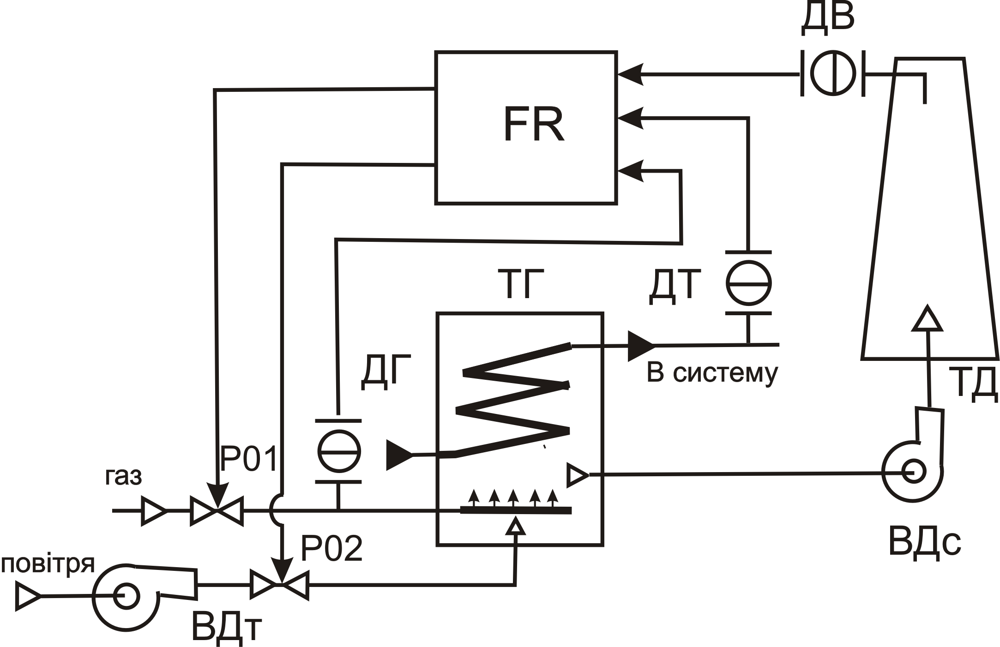 ДВ
FR
ТГ
ДТ
ДГ
В систему
ТД
Р01
газ
ВДс
Р02
повітря
ВДт